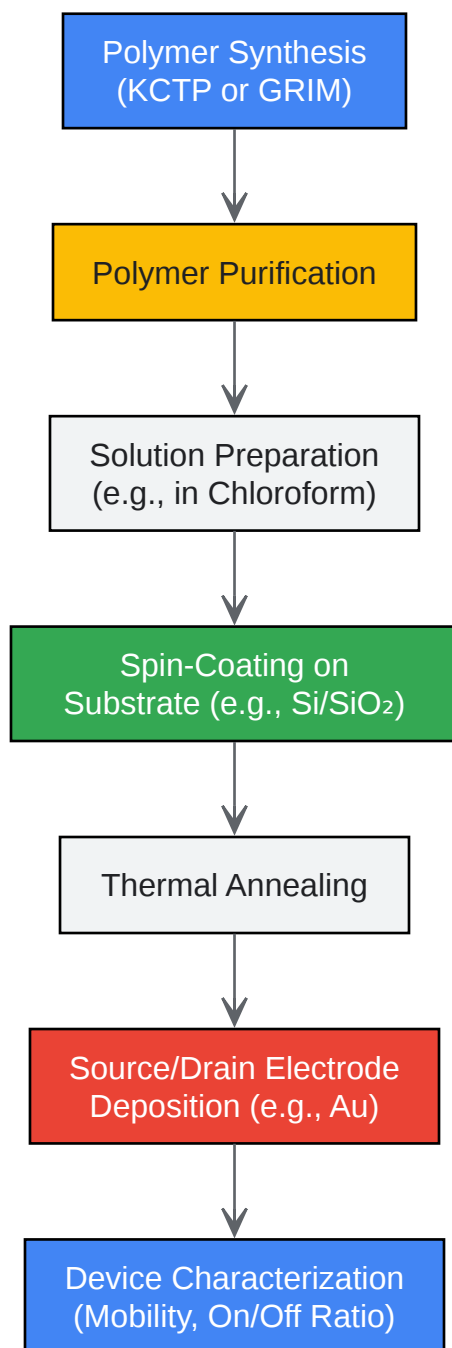 Polymer Synthesis
(KCTP or GRIM)
Polymer Purification
Solution Preparation
(e.g., in Chloroform)
Spin-Coating on
Substrate (e.g., Si/SiO₂)
Thermal Annealing
Source/Drain Electrode
Deposition (e.g., Au)
Device Characterization
(Mobility, On/Off Ratio)